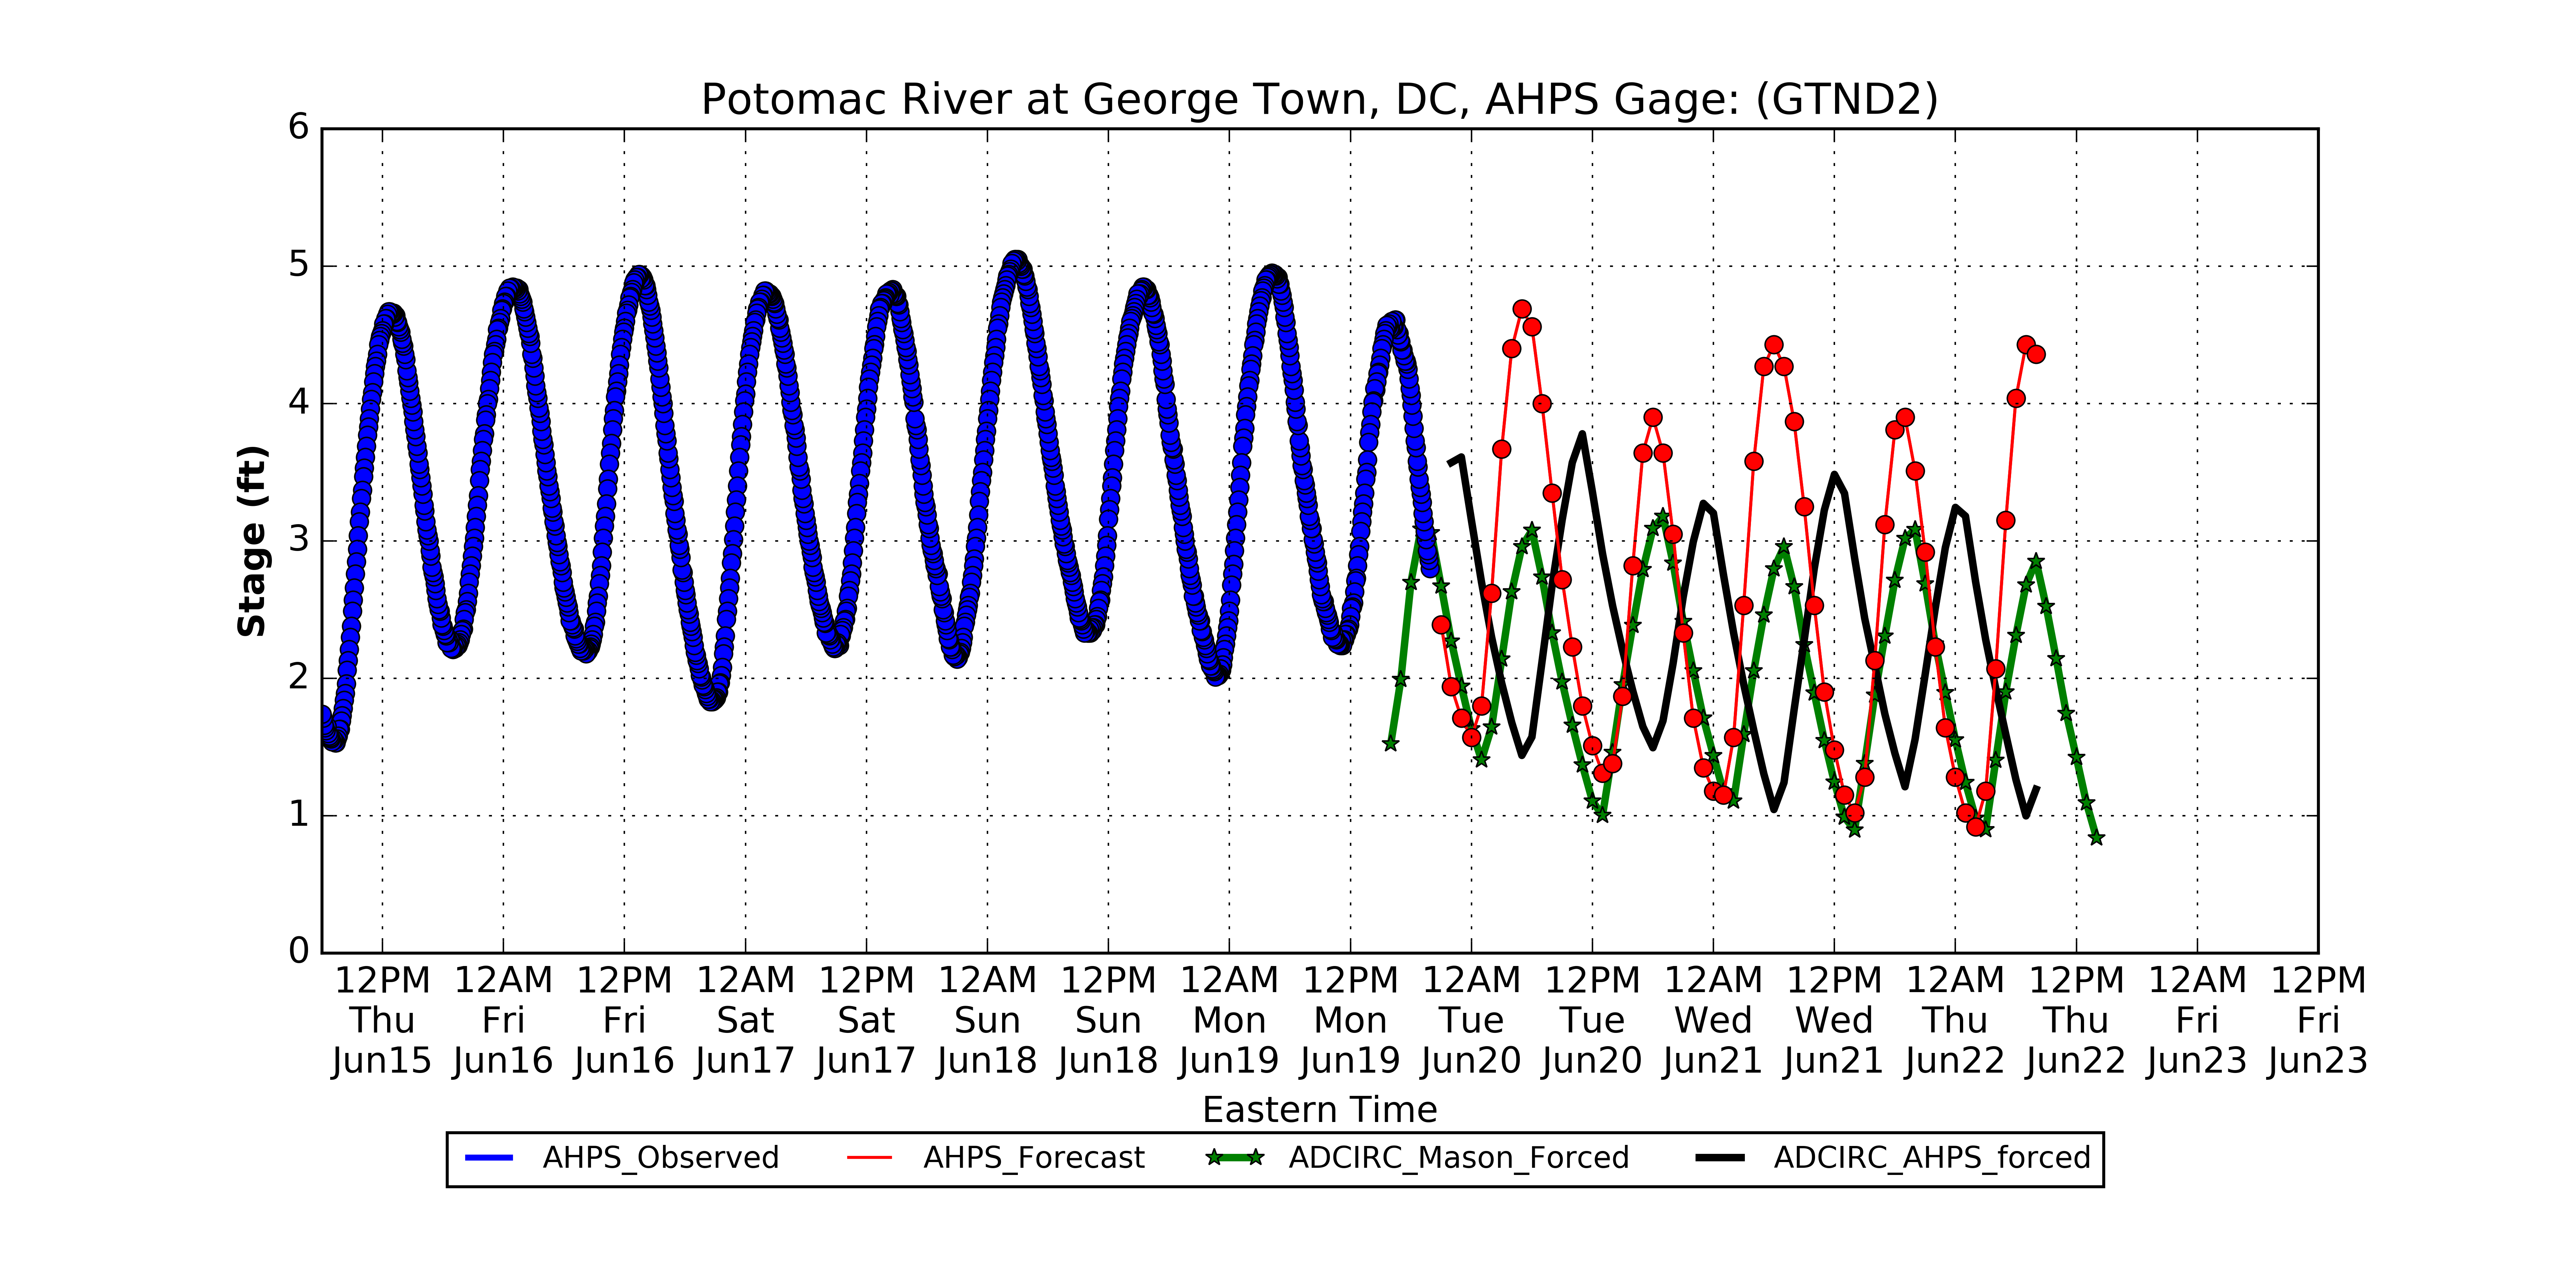 Potomac River at George Town, DC, AHPS Gage: (GTND2)
6
5
4
3
2
1
0
Stage (ft)
12PM 12AM 12PM 12AM 12PM 12AM 12PM 12AM 12PM 12AM 12PM 12AM 12PM 12AM 12PM 12AM 12PM
Thu Fri Fri Sat Sat Sun Sun Mon Mon Tue Tue Wed Wed Thu Thu Fri Fri
Jun15 Jun16 Jun16 Jun17 Jun17 Jun18 Jun18 Jun19 Jun19 Jun20 Jun20 Jun21 Jun21 Jun22 Jun22 Jun23 Jun23
Eastern Time
AHPS_Observed AHPS_Forecast ADCIRC_Mason_Forced ADCIRC_AHPS_forced